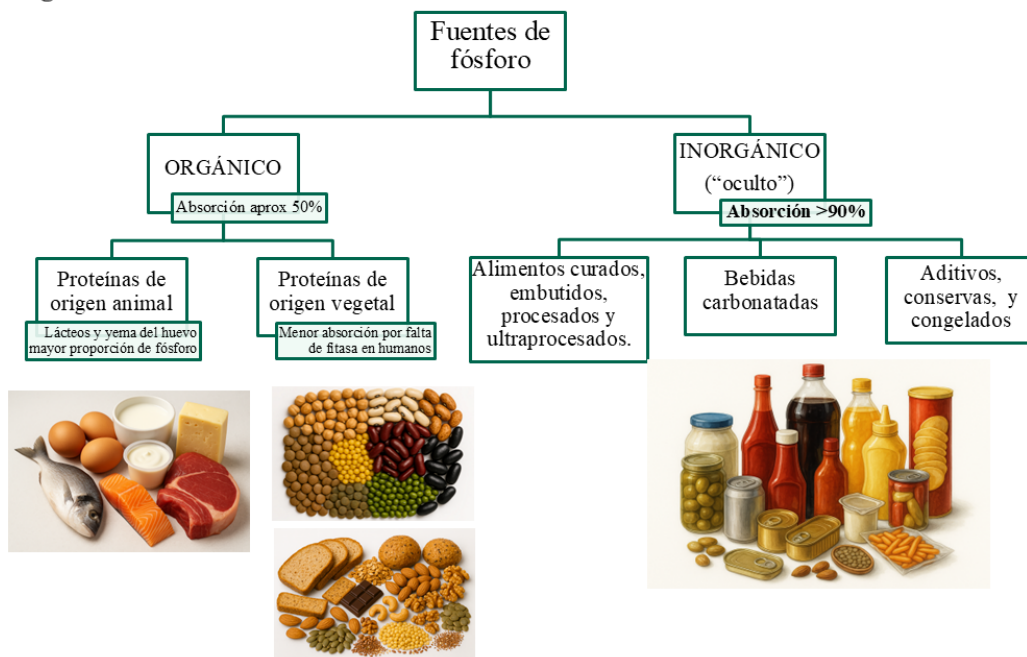 Fuentes de
fósforo
ORGÁNICO
Absorción aprox 50%
INORGÁNICO
(“oculto”)
Absorción >90%
Proteínas de
origen animal
Lácteos y yema del huevo
mayor proporción de fósforo
Proteínas de
origen vegetal
Menor absorción por falta
de fitasa en humanos
Alimentos curados,
embutidos,
procesados y
ultraprocesados.
Bebidas
carbonatadas
Aditivos,
conservas, y
congelados